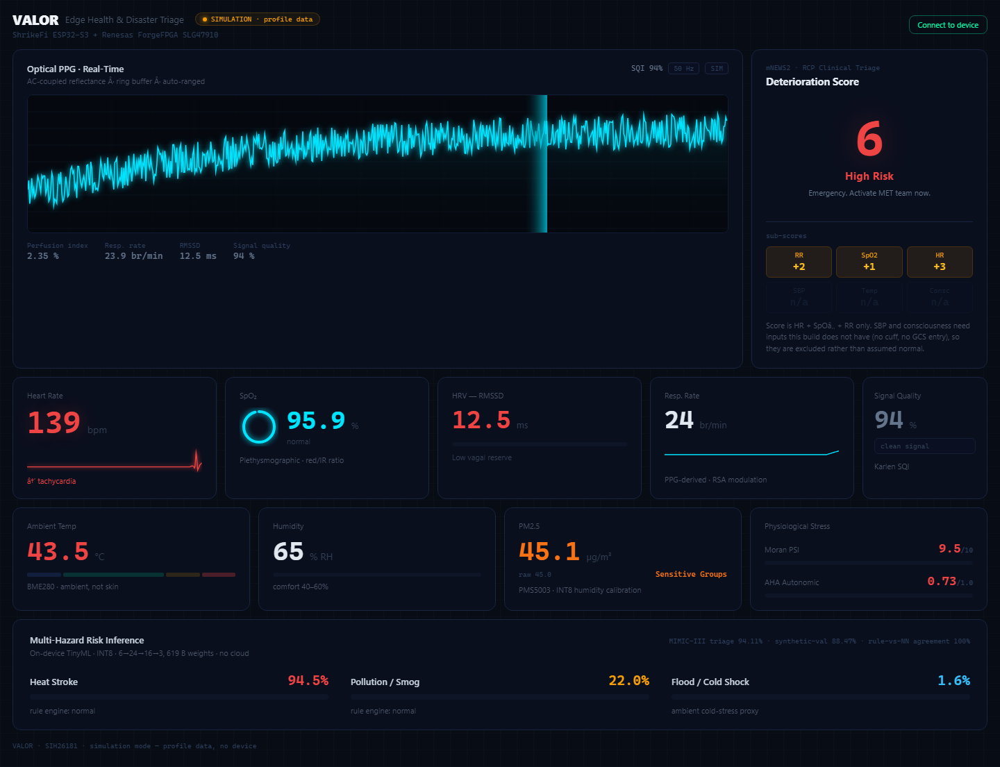 VALOR Edge Health & Disaster Triage SIMULATION · profile data
ShrikeFi ESP32-S3 + Renesas ForgeFPGA SLG47910
Connect to device
Optical PPG · Real-Time
AC-coupled reflectance Â· ring buffer Â· auto-ranged
SQI 94% 50 Hz SIM
Perfusion index Resp. rate RMSSD Signal quality
2.35 % 23.9 br/min 12.5 ms 94 %
mNEWS2 · RCP Clinical Triage
Deterioration Score
6
High Risk
Emergency. Activate MET team now.
sub-scores
RR SpO2 HR
+2 +1 +3
SBP Temp Consc
n/a n/a n/a
Score is HR + SpOâ‚‚ + RR only. SBP and consciousness need
inputs this build does not have (no cuff, no GCS entry), so
they are excluded rather than assumed normal.
Heart Rate
139 bpm
â†‘ tachycardia
SpO₂
95.9 %
normal
Plethysmographic · red/IR ratio
HRV — RMSSD
12.5 ms
Low vagal reserve
Resp. Rate
24 br/min
PPG-derived · RSA modulation
Signal Quality
94 %
clean signal
Karlen SQI
Ambient Temp
43.5 °C
BME280 · ambient, not skin
Humidity
65 % RH
comfort 40–60%
PM2.5
45.1 µg/m³
raw 45.0 Sensitive Groups
PMS5003 · INT8 humidity calibration
Physiological Stress
Moran PSI 9.5/10
AHA Autonomic 0.73/1.0
Multi-Hazard Risk Inference
On-device TinyML · INT8 · 6→24→16→3, 619 B weights · no cloud
MIMIC-III triage 94.11% · synthetic-val 88.47% · rule-vs-NN agreement 100%
Heat Stroke 94.5%
rule engine: normal
Pollution / Smog 22.0%
rule engine: normal
Flood / Cold Shock 1.6%
ambient cold-stress proxy
VALOR · SIH26181 · simulation mode — profile data, no device